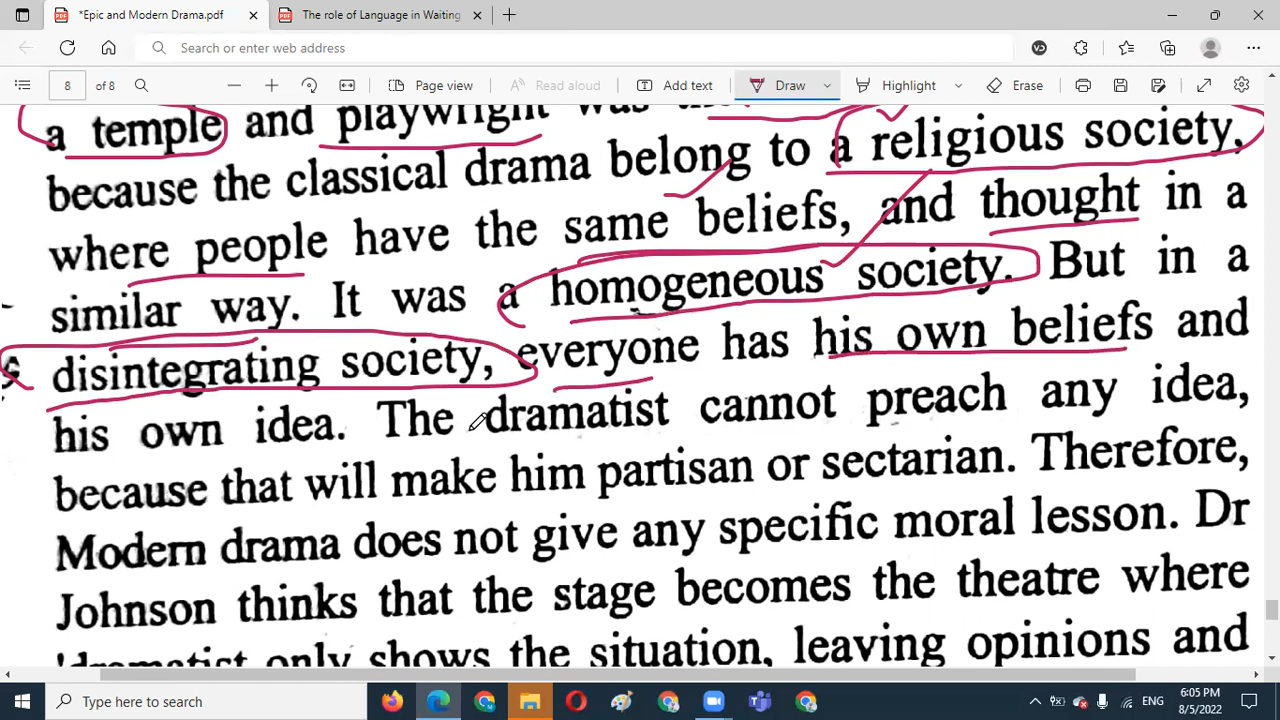 *Epic and Modern Drama.pdf
The role of Language in Waiting
Search or enter web address
8 of 8
Page view
Read aloud
Add text
Draw
Highlight
Erase
a temple and playwright was
because the classical drama belong to a religious society,
where people have the same beliefs, and thought in a
similar way. It was a homogeneous society. But in a
disintegrating society, everyone has his own beliefs and
his own idea. The dramatist cannot preach any idea,
because that will make him partisan or sectarian. Therefore,
Modern drama does not give any specific moral lesson. Dr
Johnson thinks that the stage becomes the theatre where
'dramatist only shows the situation, leaving opinions and
Type here to search
ENG
6:05 PM
8/5/2022